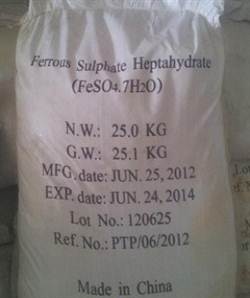 Ferrous Sulphate Heptahydrate
(FeSO4.7H2O)
N.W.: 25.0 KG
G.W.: 25.1 KG
MFG. date: JUN. 25, 2012
EXP. date: JUN. 24, 2014
Lot No.: 120625
Ref. No.: PTP/06/2012
Made in China